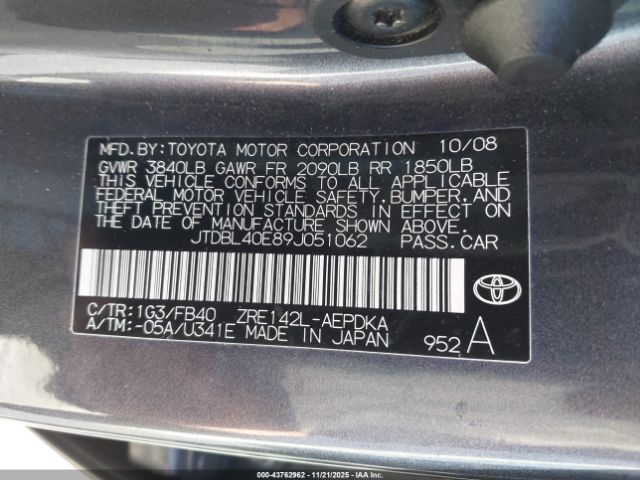 MFD.BY:TOYOTA MOTOR CORPORATION 10/08
GVWR 3840LB GAWR FR 2090LB RR 1850LB
THIS VEHICLE CONFORMS TO ALL APPLICABLE
FEDERAL MOTOR VEHICLE SAFETY,BUMPER,AND
THEFT PREVENTION STANDARDS IN EFFECT ON
THE DATE OF MANUFACTURE SHOWN ABOVE.
JTDBL40E89J051062 PASS.CAR
C/TR:1G3/FB40 ZRE142L-AEPDKA
A/TM:-05A/U341E MADE IN JAPAN
952 A
TOYOTA
000-43762962 - 11/21/2025 - IAA Inc.